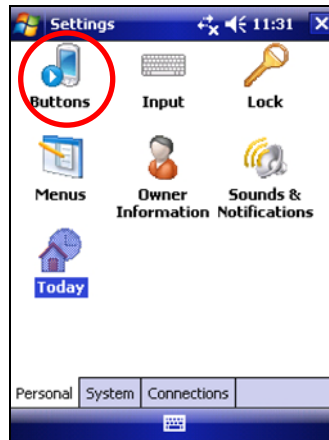 Settings 11:31
Buttons Input Lock
Menus Owner Information Sounds & Notifications
Today
Personal System Connections